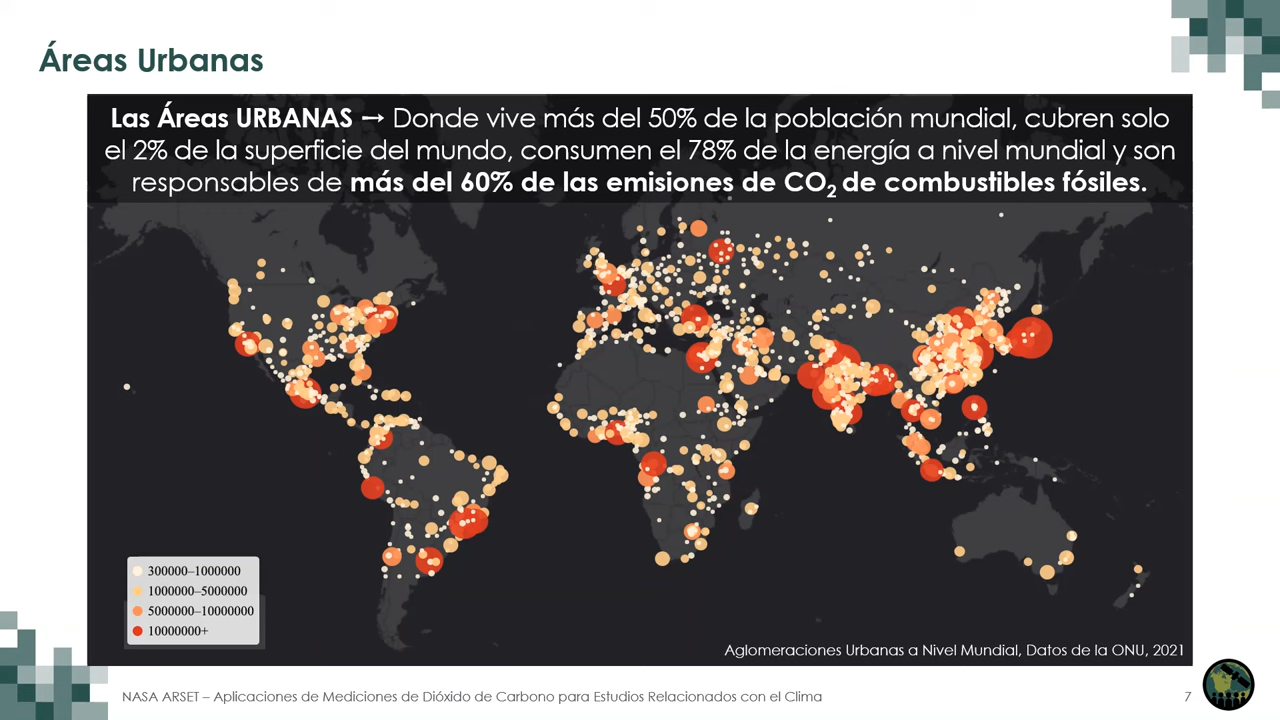 Áreas Urbanas
Las Áreas URBANAS → Donde vive más del 50% de la población mundial, cubren solo
el 2% de la superficie del mundo, consumen el 78% de la energía a nivel mundial y son
responsables de más del 60% de las emisiones de CO₂ de combustibles fósiles.
300000–1000000
1000000–5000000
5000000–10000000
10000000+
Aglomeraciones Urbanas a Nivel Mundial, Datos de la ONU, 2021
NASA ARSET – Aplicaciones de Mediciones de Dióxido de Carbono para Estudios Relacionados con el Clima
7